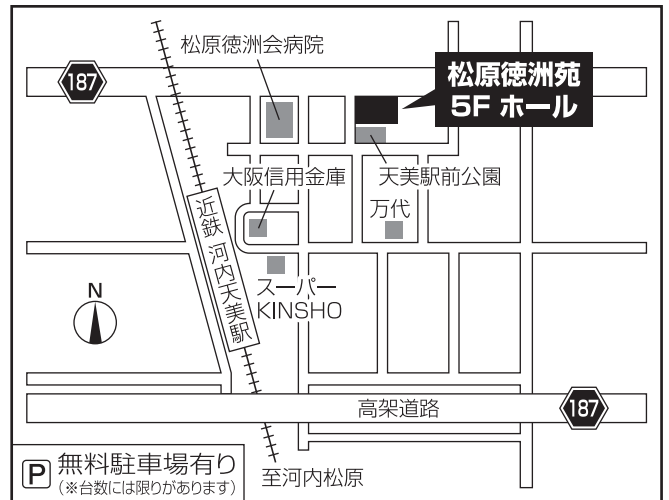 松原徳洲会病院
187
松原徳洲苑
5F ホール
大阪信用金庫
天美駅前公園
万代
近鉄 河内天美駅
スーパー
KINSHO
N
高架道路
187
P 無料駐車場有り
(※台数には限りがあります)
至河内松原